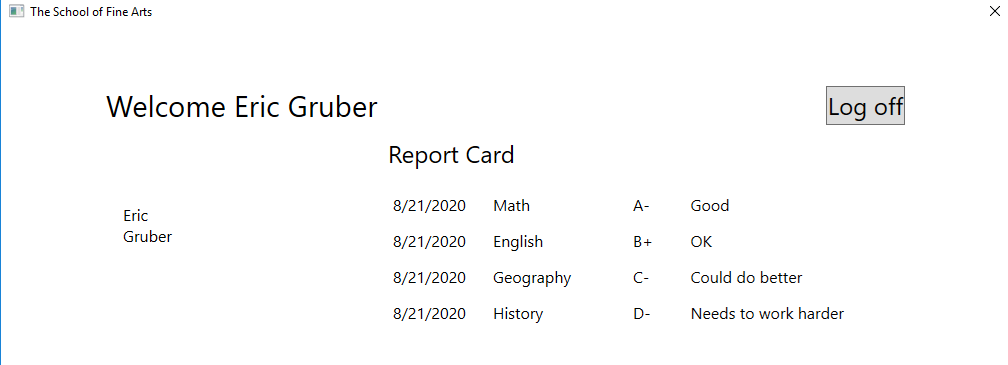 The School of Fine Arts
Welcome Eric Gruber
Log off
Report Card
Eric
Gruber
8/21/2020 Math A- Good
8/21/2020 English B+ OK
8/21/2020 Geography C- Could do better
8/21/2020 History D- Needs to work harder